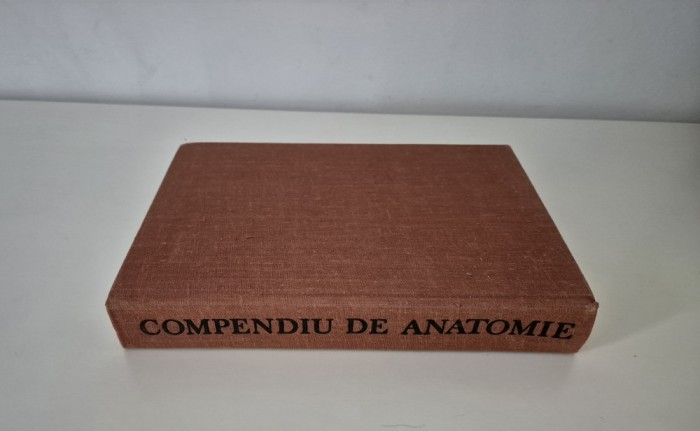 COMPENDIU DE ANATOMIE